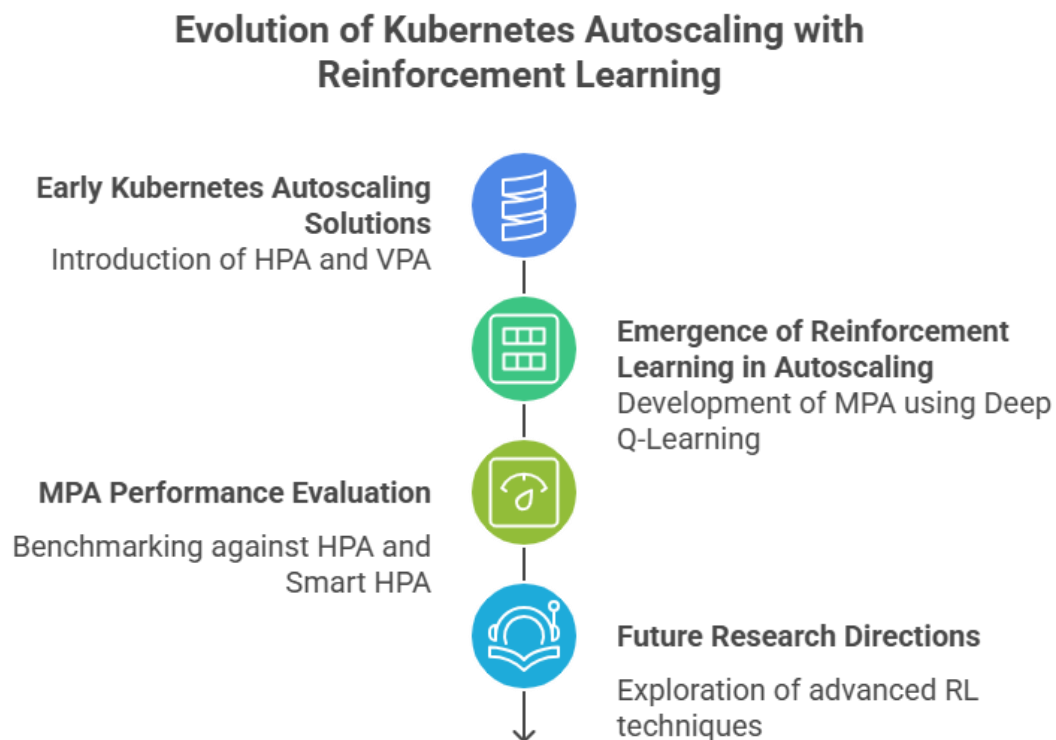 Evolution of Kubernetes Autoscaling with
Reinforcement Learning
Early Kubernetes Autoscaling
Solutions
Introduction of HPA and VPA
Emergence of Reinforcement
Learning in Autoscaling
Development of MPA using Deep
Q-Learning
MPA Performance Evaluation
Benchmarking against HPA and
Smart HPA
Future Research Directions
Exploration of advanced RL
techniques